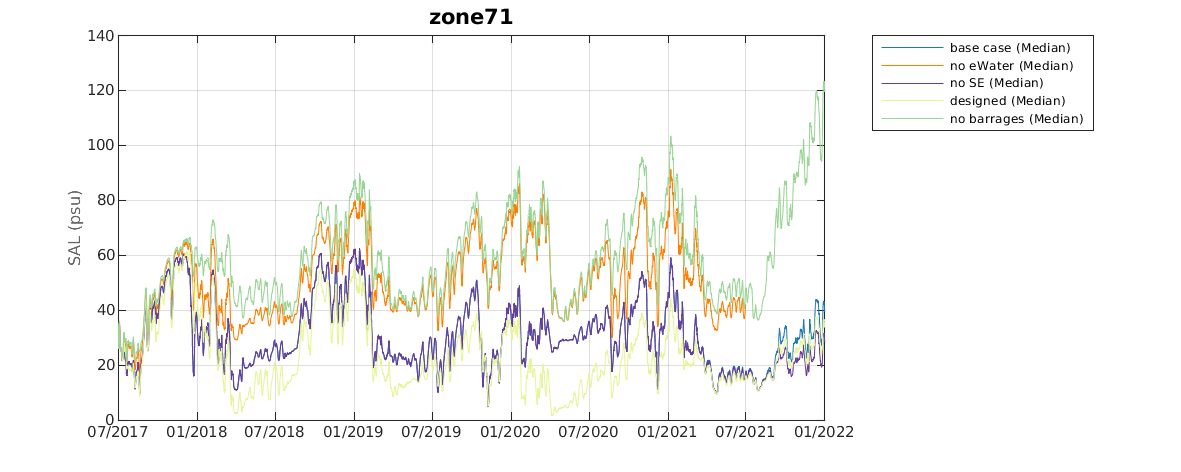 zone71
140
120
100
80
60
40
20
0
SAL (psu)
07/2017 01/2018 07/2018 01/2019 07/2019 01/2020 07/2020 01/2021 07/2021 01/2022
base case (Median)
no eWater (Median)
no SE (Median)
designed (Median)
no barrages (Median)